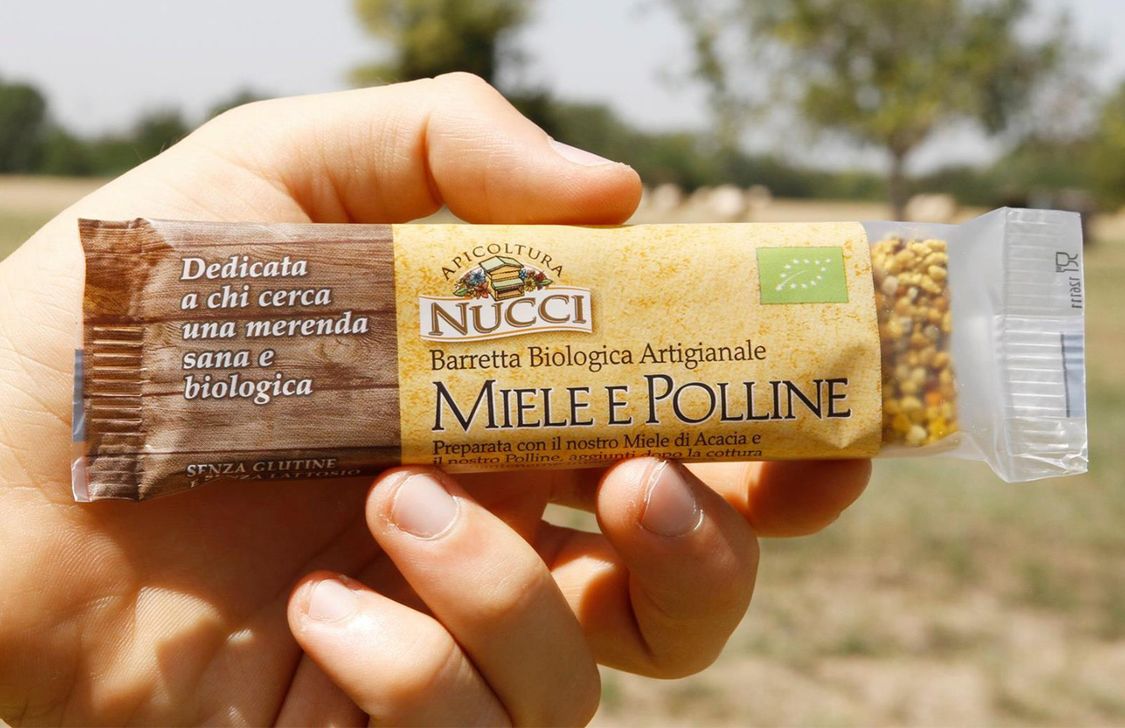 Dedicata
a chi cerca
una merenda
sana e
biologica
SENZA GLUTINE
APICOLTURA
NUCCI
Barretta Biologica Artigianale
MIELE E POLLINE
Preparata con il nostro Miele di Acacia e
il nostro Polline, aggiunti dopo la cottura